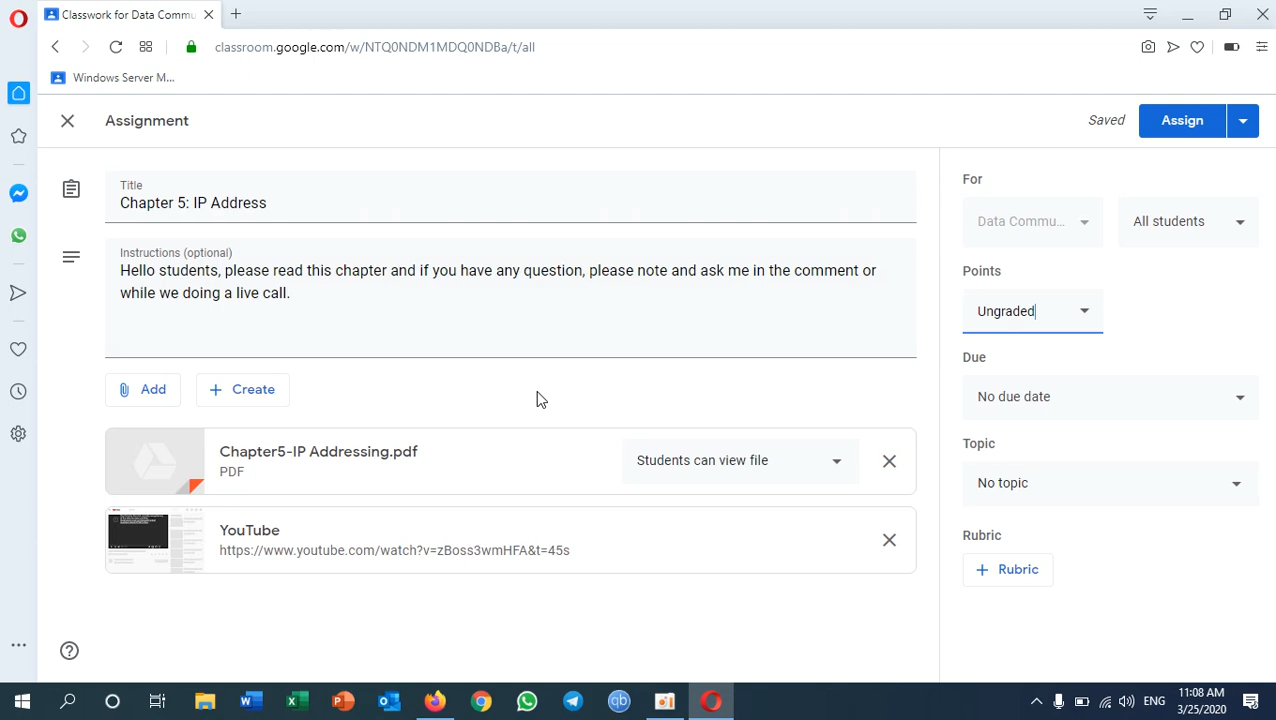 Classwork for Data Commu
classroom.google.com/w/NTQ0NDM1MDQ0NDBa/t/all
Windows Server M...
Assignment
Saved
Assign
Title
Chapter 5: IP Address
Instructions (optional)
Hello students, please read this chapter and if you have any question, please note and ask me in the comment or
while we doing a live call.
Add
Create
Chapter5-IP Addressing.pdf
PDF
Students can view file
YouTube
https://www.youtube.com/watch?v=zBoss3wmHFA&t=45s
For
Data Commu...
All students
Points
Ungraded
Due
No due date
Topic
No topic
Rubric
Rubric
ENG
11:08 AM
3/25/2020